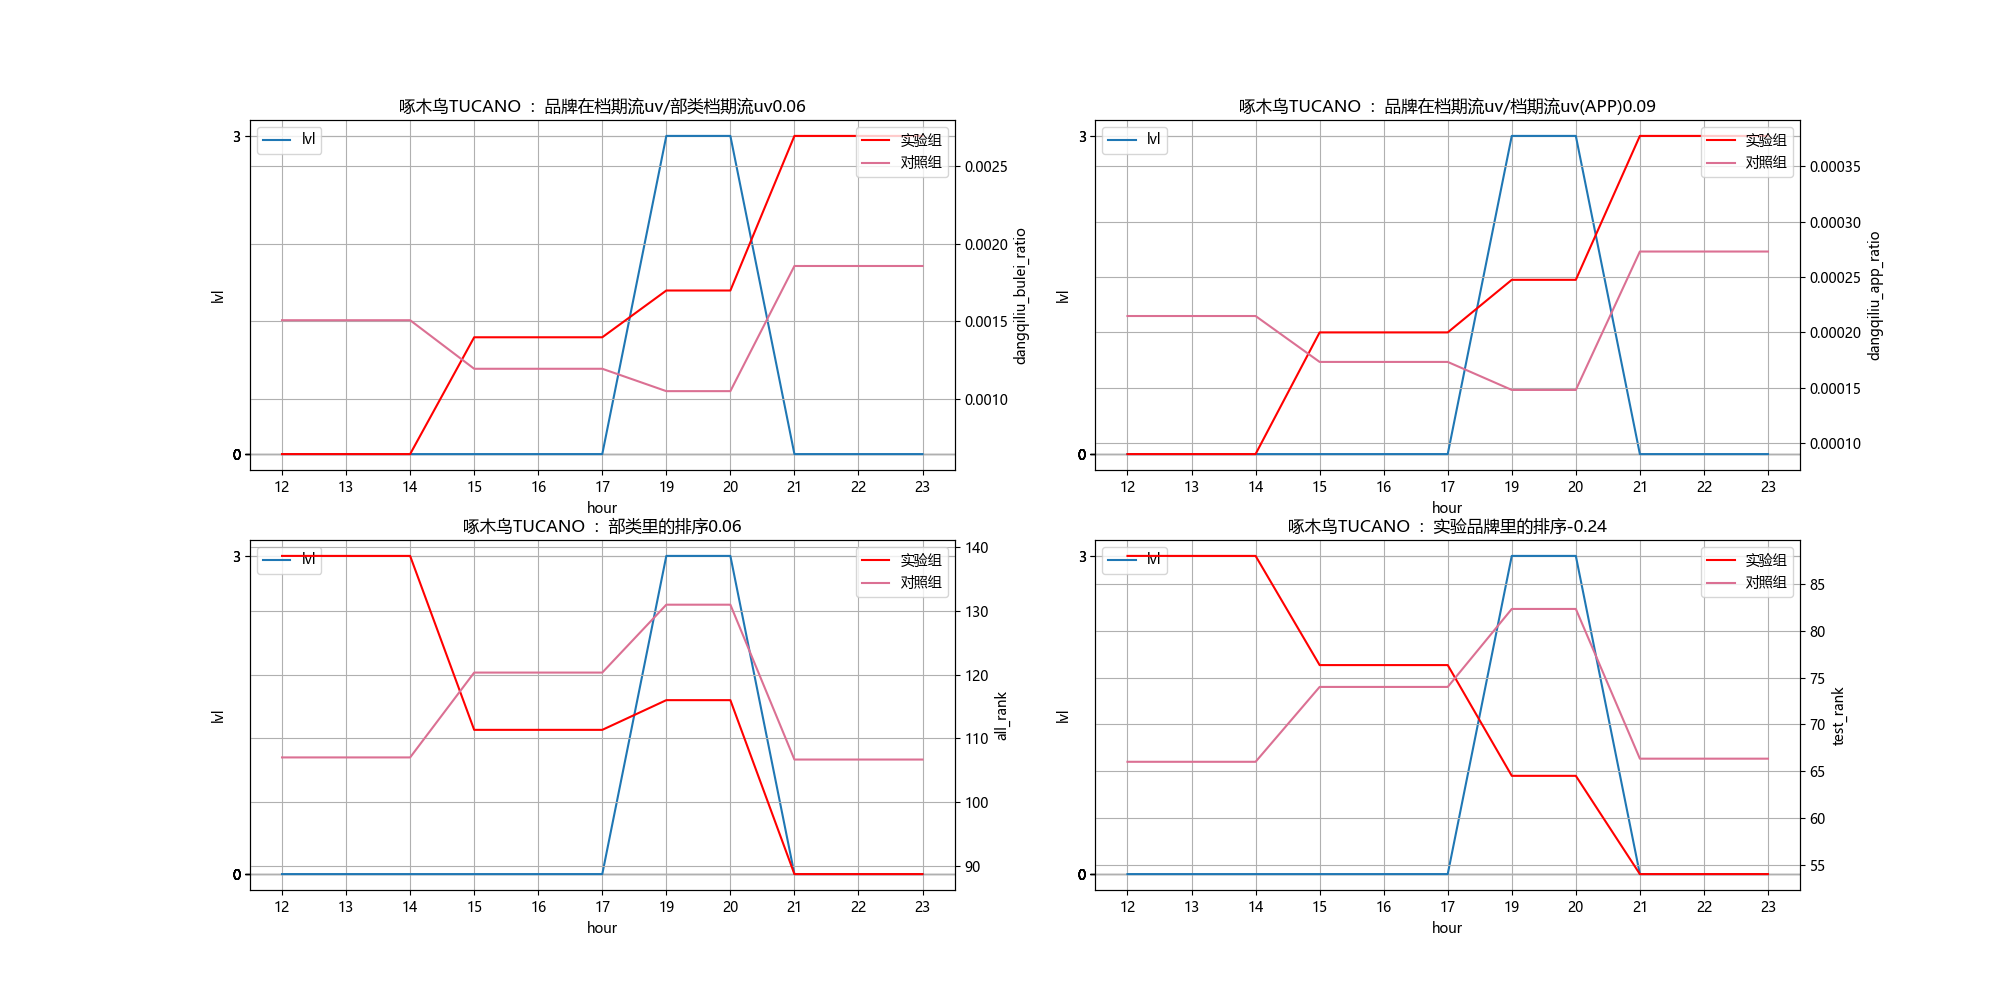 啄木鸟TUCANO ： 品牌在档期流uv/部类档期流uv0.06
lvl
实验组
对照组
3
0
lvl
0.0025
0.0020
0.0015
0.0010
dangqiliu_bulei_ratio
12 13 14 15 16 17 19 20 21 22 23
hour
啄木鸟TUCANO ： 品牌在档期流uv/档期流uv(APP)0.09
lvl
实验组
对照组
3
0
lvl
0.00035
0.00030
0.00025
0.00020
0.00015
0.00010
dangqiliu_app_ratio
12 13 14 15 16 17 19 20 21 22 23
hour
啄木鸟TUCANO ： 部类里的排序0.06
lvl
实验组
对照组
3
0
lvl
140
130
120
110
100
90
all_rank
12 13 14 15 16 17 19 20 21 22 23
hour
啄木鸟TUCANO ： 实验品牌里的排序-0.24
lvl
实验组
对照组
3
0
lvl
85
80
75
70
65
60
55
test_rank
12 13 14 15 16 17 19 20 21 22 23
hour